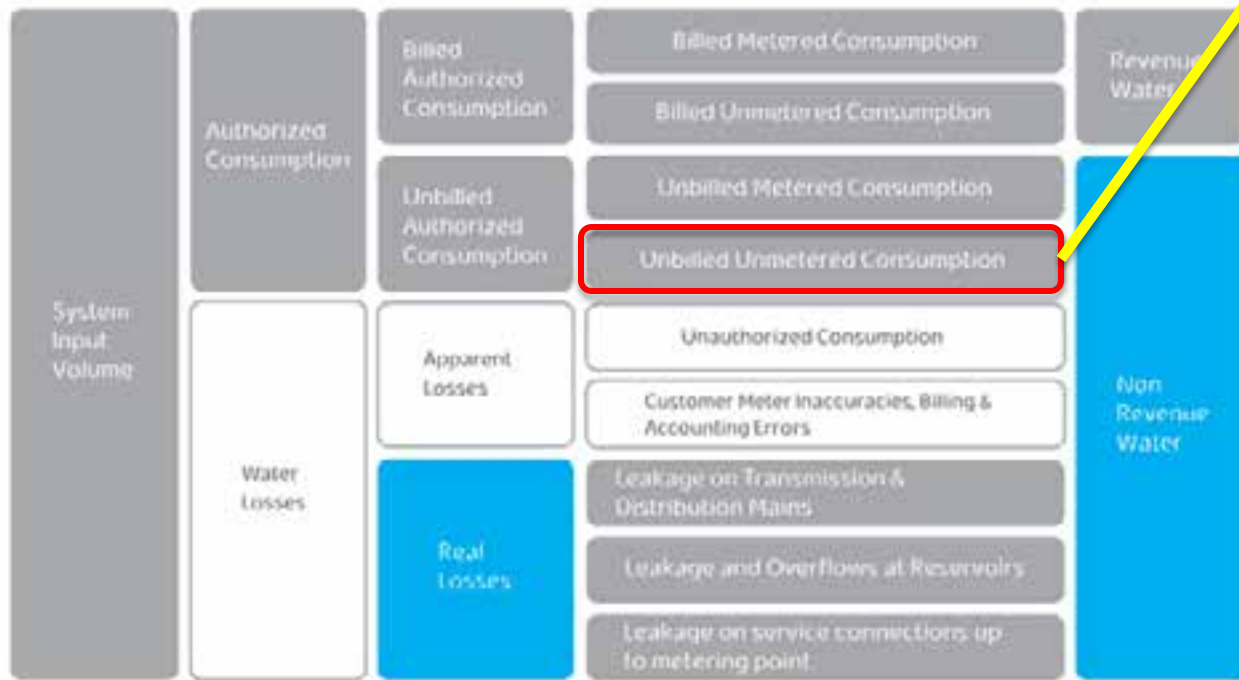 System
Input
Volume
Authorized
Consumption
Water
Losses
Billed
Authorized
Consumption
Unbilled
Authorized
Consumption
Apparent
Losses
Real
Losses
Billed Metered Consumption
Billed Unmetered Consumption
Unbilled Metered Consumption
Unbilled Unmetered Consumption
Unauthorized Consumption
Customer Meter Inaccuracies, Billing &
Accounting Errors
Leakage on Transmission &
Distribution Mains
Leakage and Overflows at Reservoirs
Leakage on service connections up
to metering point
Revenue
Water
Non
Revenue
Water